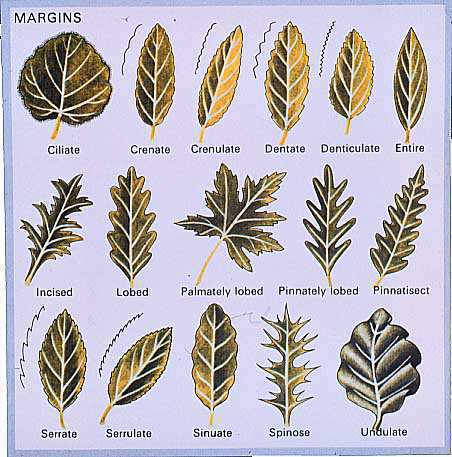 MARGINS
Ciliate Crenate Crenulate Dentate Denticulate Entire
Incised Lobed Palmately lobed Pinnately lobed Pinnatisect
Serrate Serrulate Sinuate Spinose Undulate